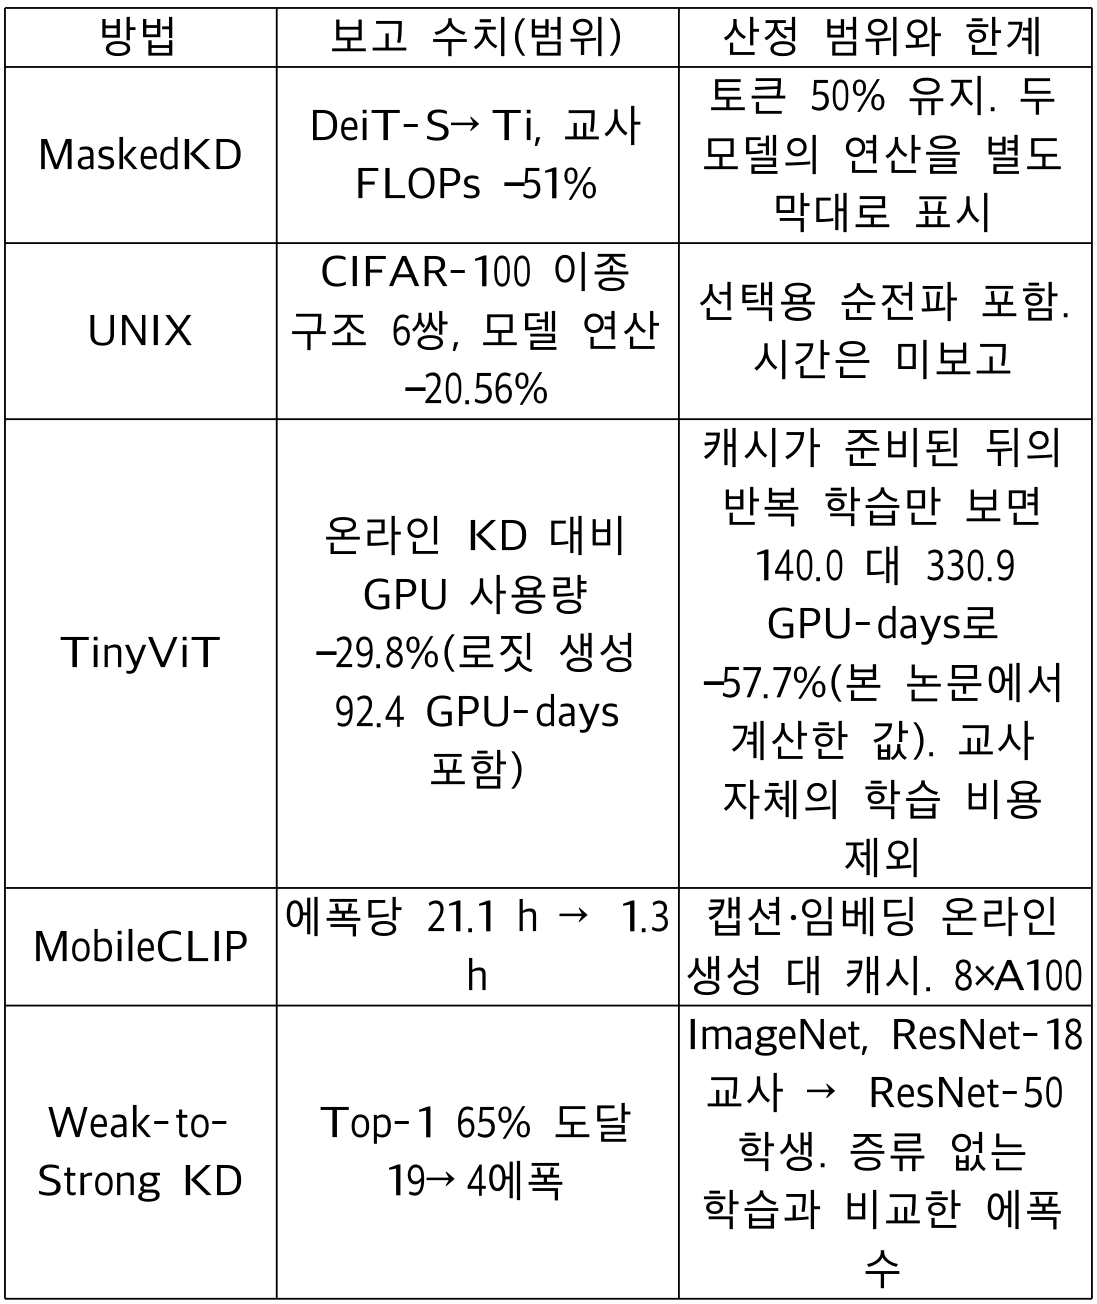 방법
보고 수치(범위)
산정 범위와 한계
MaskedKD
DeiT-S→ Ti, 교사
FLOPs –51%
토큰 50% 유지. 두
모델의 연산을 별도
막대로 표시
UNIX
CIFAR-100 이종
구조 6쌍, 모델 연산
–20.56%
선택용 순전파 포함.
시간은 미보고
TinyViT
온라인 KD 대비
GPU 사용량
–29.8%(로짓 생성
92.4 GPU-days
포함)
캐시가 준비된 뒤의
반복 학습만 보면
140.0 대 330.9
GPU-days로
–57.7%(본 논문에서
계산한 값). 교사
자체의 학습 비용
제외
MobileCLIP
에폭당 21.1 h → 1.3
h
캡션·임베딩 온라인
생성 대 캐시. 8×A100
Weak-to-
Strong KD
Top-1 65% 도달
19→ 4에폭
ImageNet, ResNet-18
교사 → ResNet-50
학생. 증류 없는
학습과 비교한 에폭
수